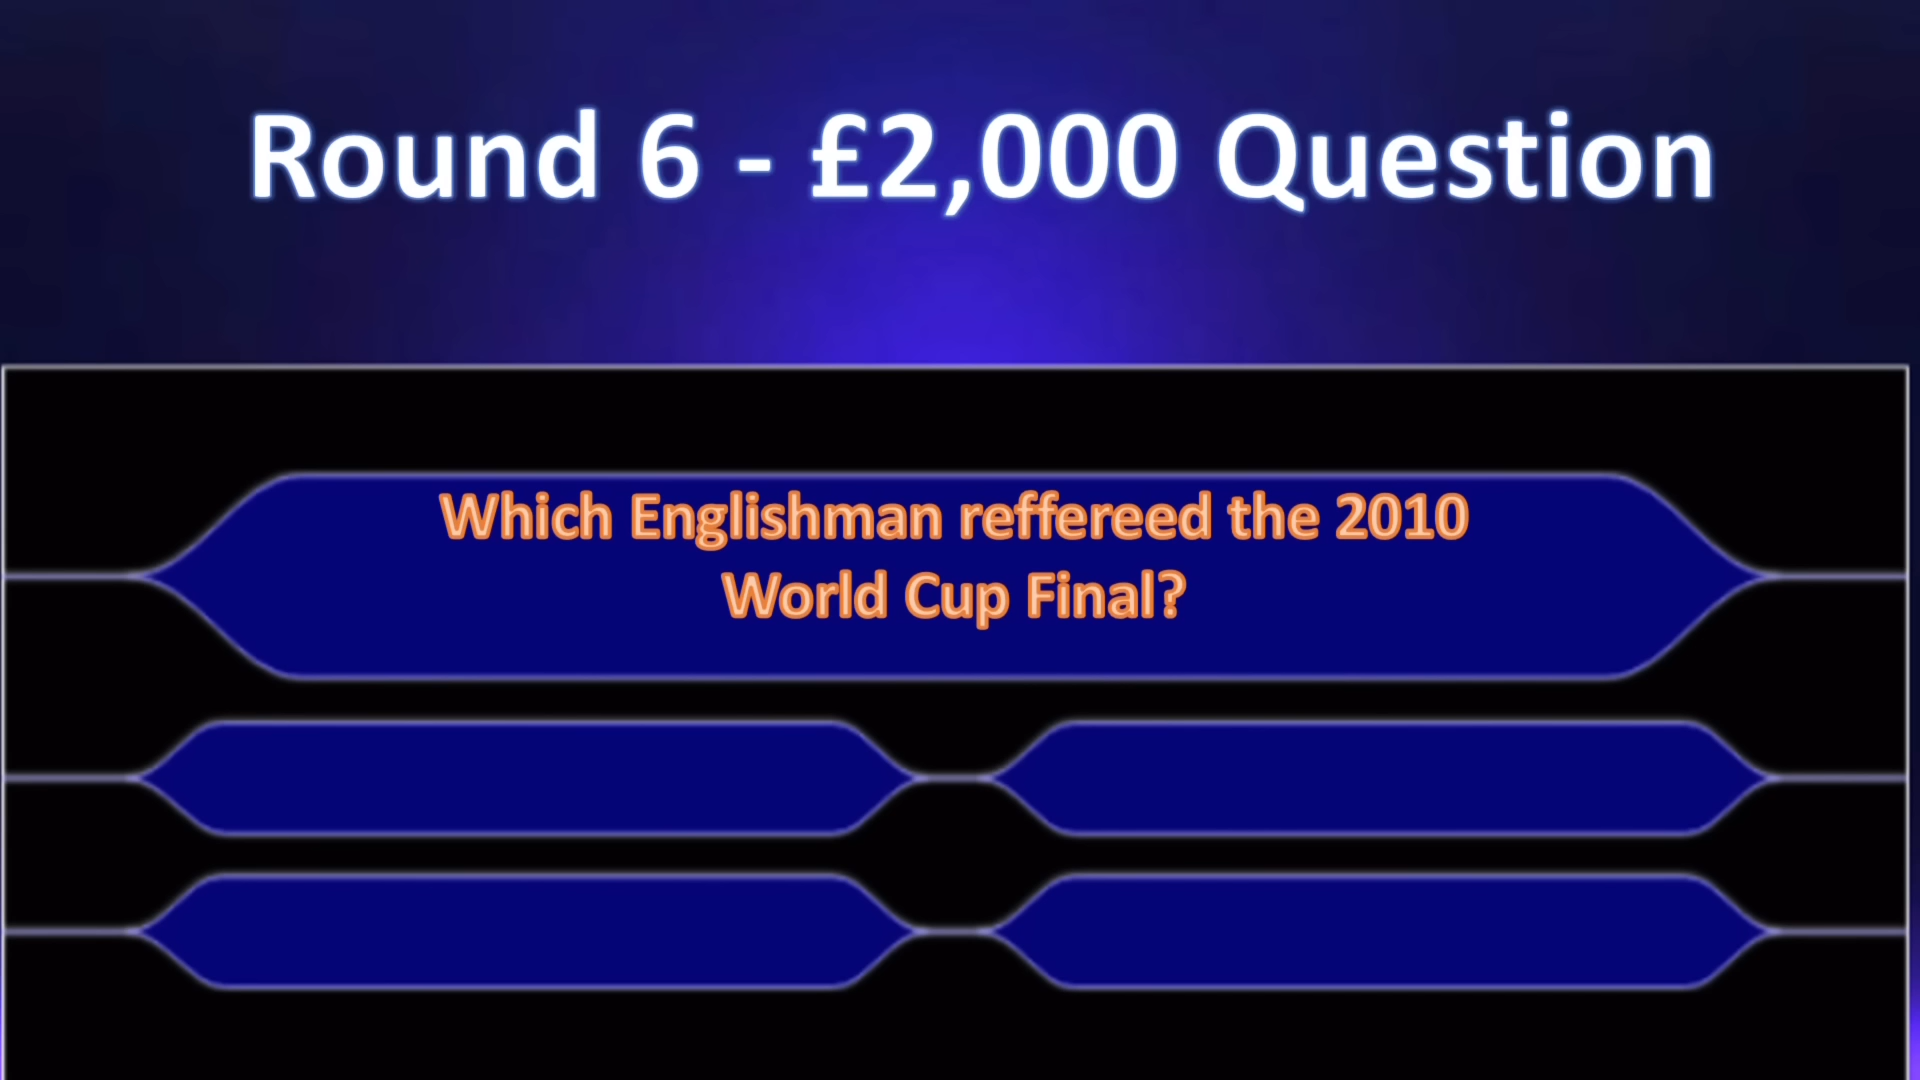 Round 6 - £2,000 Question
Which Englishman reffereed the 2010
World Cup Final?